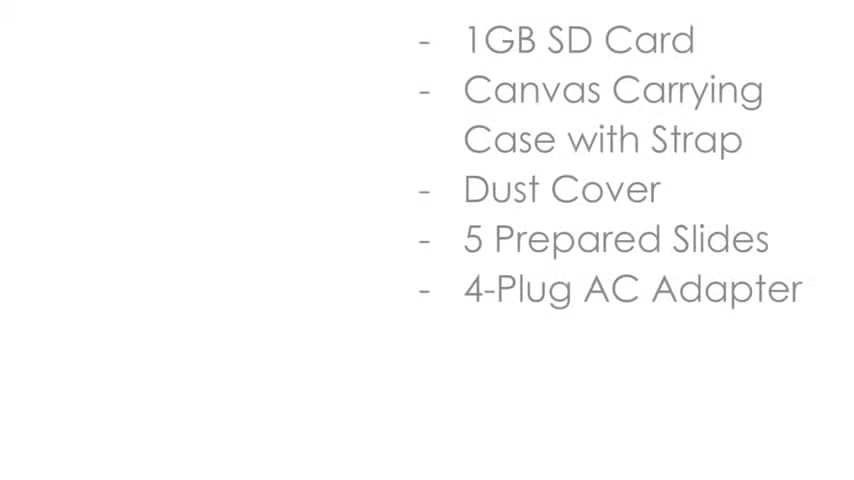 - 1GB SD Card
- Canvas Carrying
Case with Strap
- Dust Cover
- 5 Prepared Slides
- 4-Plug AC Adapter